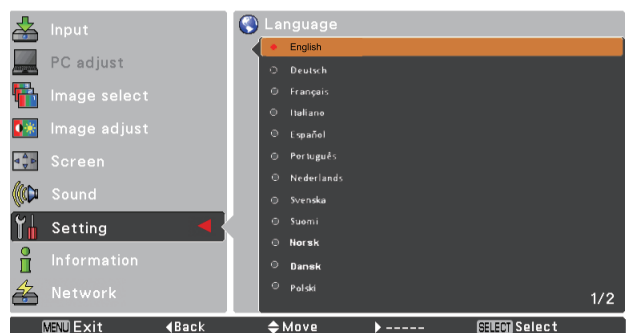 Input
PC adjust
Image select
Image adjust
Screen
Sound
Setting
Information
Network
Language
English
Deutsch
Français
Italiano
Español
Português
Nederlands
Svenska
Suomi
Norsk
Dansk
Polski
1/2
MENU Exit ◀Back Move ▶ ----- SELECT Select